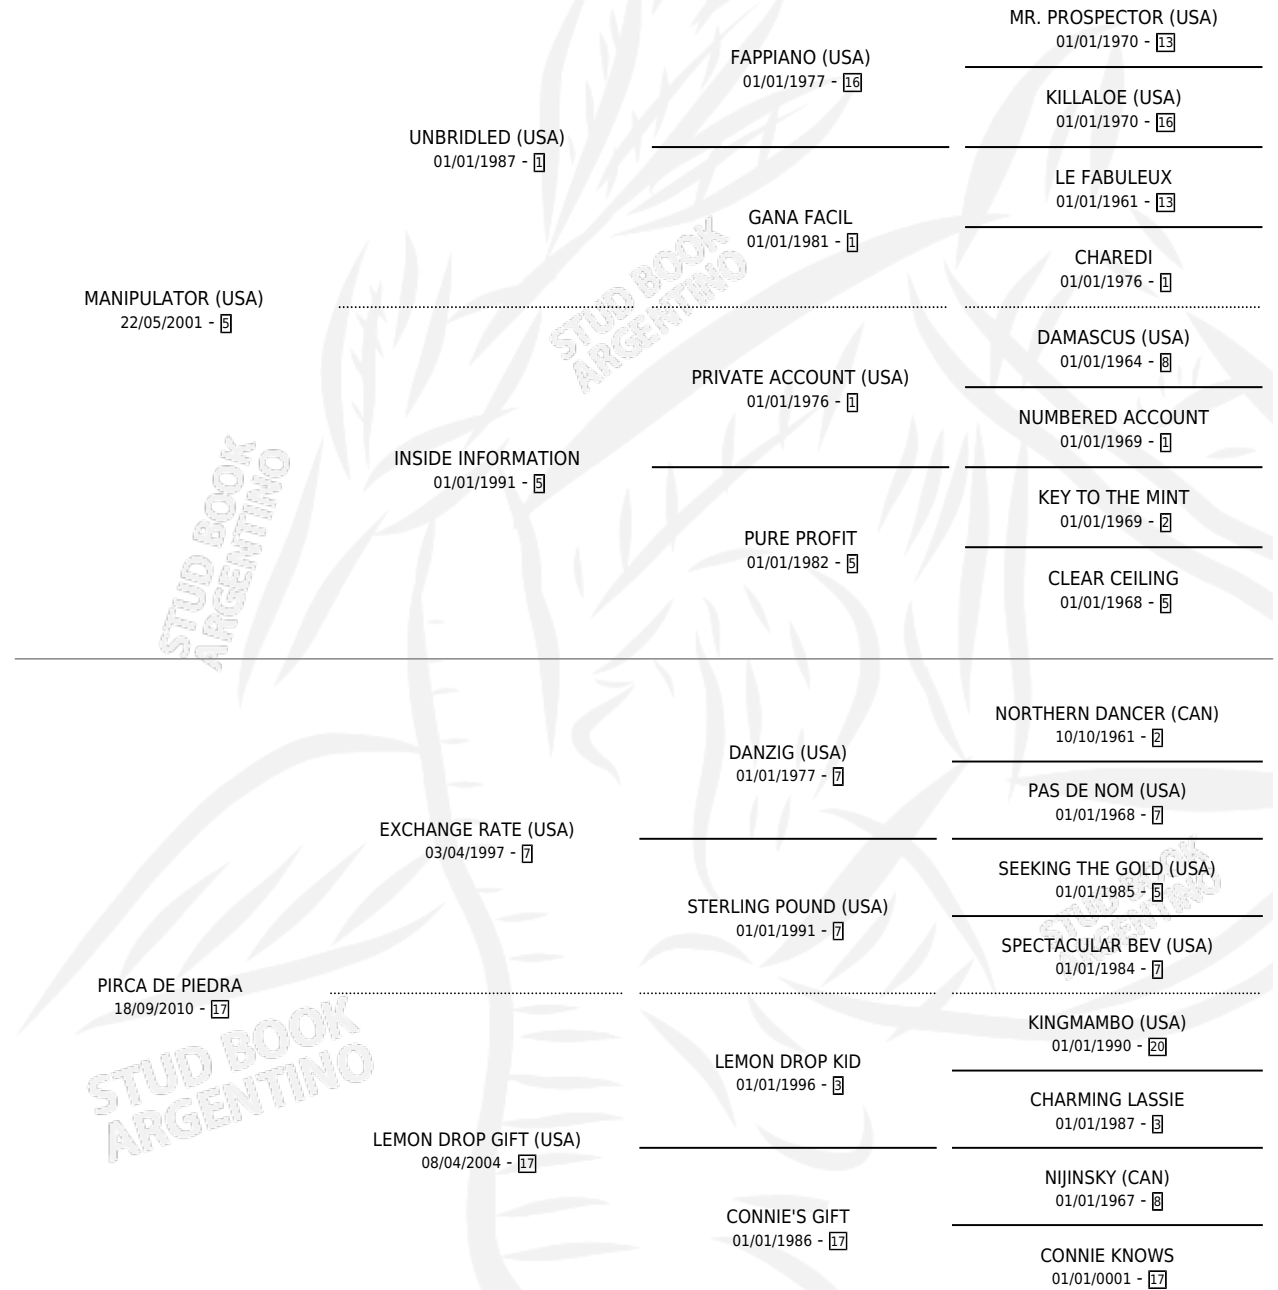 MR. PROSPECTOR (USA)
01/01/1970 - 13
FAPPIANO (USA)
01/01/1977 - 16
KILLALOE (USA)
01/01/1970 - 16
UNBRIDLED (USA)
01/01/1987 - 1
LE FABULEUX
01/01/1961 - 13
GANA FACIL
01/01/1981 - 1
CHAREDI
01/01/1976 - 1
MANIPULATOR (USA)
22/05/2001 - 5
STUD BOOK
ARGENTINO
DAMASCUS (USA)
01/01/1964 - 8
PRIVATE ACCOUNT (USA)
01/01/1976 - 1
NUMBERED ACCOUNT
01/01/1969 - 1
INSIDE INFORMATION
01/01/1991 - 5
KEY TO THE MINT
01/01/1969 - 2
PURE PROFIT
01/01/1982 - 5
CLEAR CEILING
01/01/1968 - 5
STUD BOOK
ARGENTINO
NORTHERN DANCER (CAN)
10/10/1961 - 2
DANZIG (USA)
01/01/1977 - 7
PAS DE NOM (USA)
01/01/1968 - 7
EXCHANGE RATE (USA)
03/04/1997 - 7
SEEKING THE GOLD (USA)
01/01/1985 - 5
STERLING POUND (USA)
01/01/1991 - 7
STUD BOOK
ARGENTINO
SPECTACULAR BEV (USA)
01/01/1984 - 7
PIRCA DE PIEDRA
18/09/2010 - 17
STUD BOOK
ARGENTINO
KINGMAMBO (USA)
01/01/1990 - 20
LEMON DROP KID
01/01/1996 - 3
CHARMING LASSIE
01/01/1987 - 3
LEMON DROP GIFT (USA)
08/04/2004 - 17
NIJINSKY (CAN)
01/01/1967 - 8
CONNIE'S GIFT
01/01/1986 - 17
CONNIE KNOWS
01/01/0001 - 17